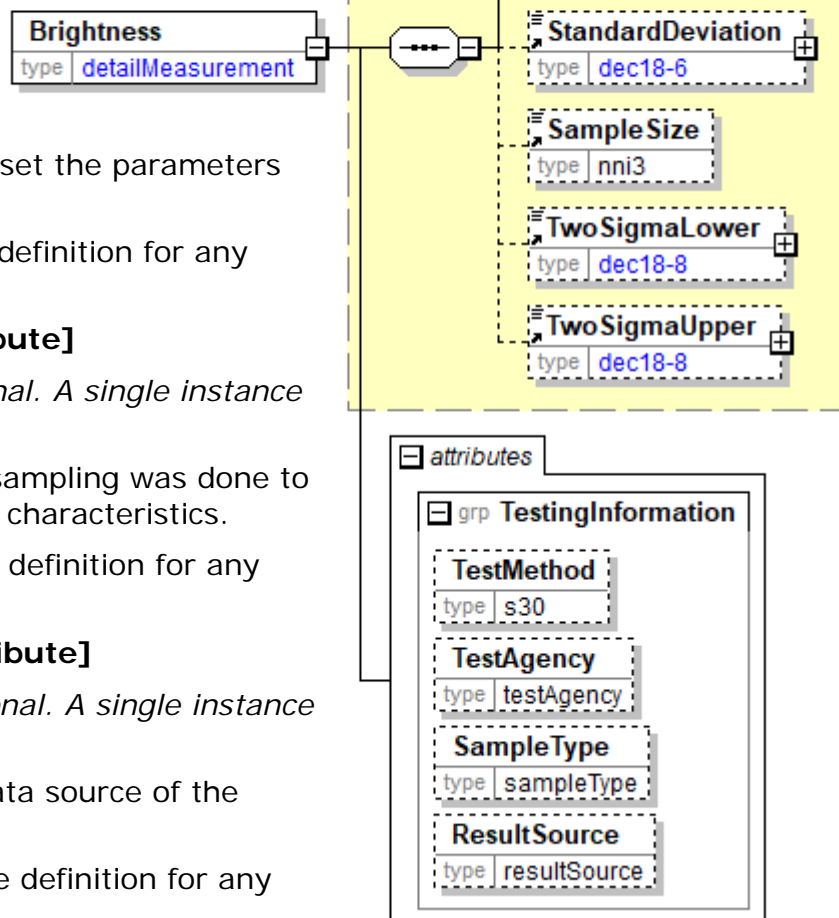 set the parameters
definition for any
bute]
nal. A single instance
sampling was done to
characteristics.
definition for any
ibute]
onal. A single instance
ata source of the
e definition for any
Brightness
type detailMeasurement
StandardDeviation
type dec18-6
SampleSize
type nni3
TwoSigmaLower
type dec18-8
TwoSigmaUpper
type dec18-8
attributes
grp TestingInformation
TestMethod
type s30
TestAgency
type testAgency
SampleType
type sampleType
ResultSource
type resultSource